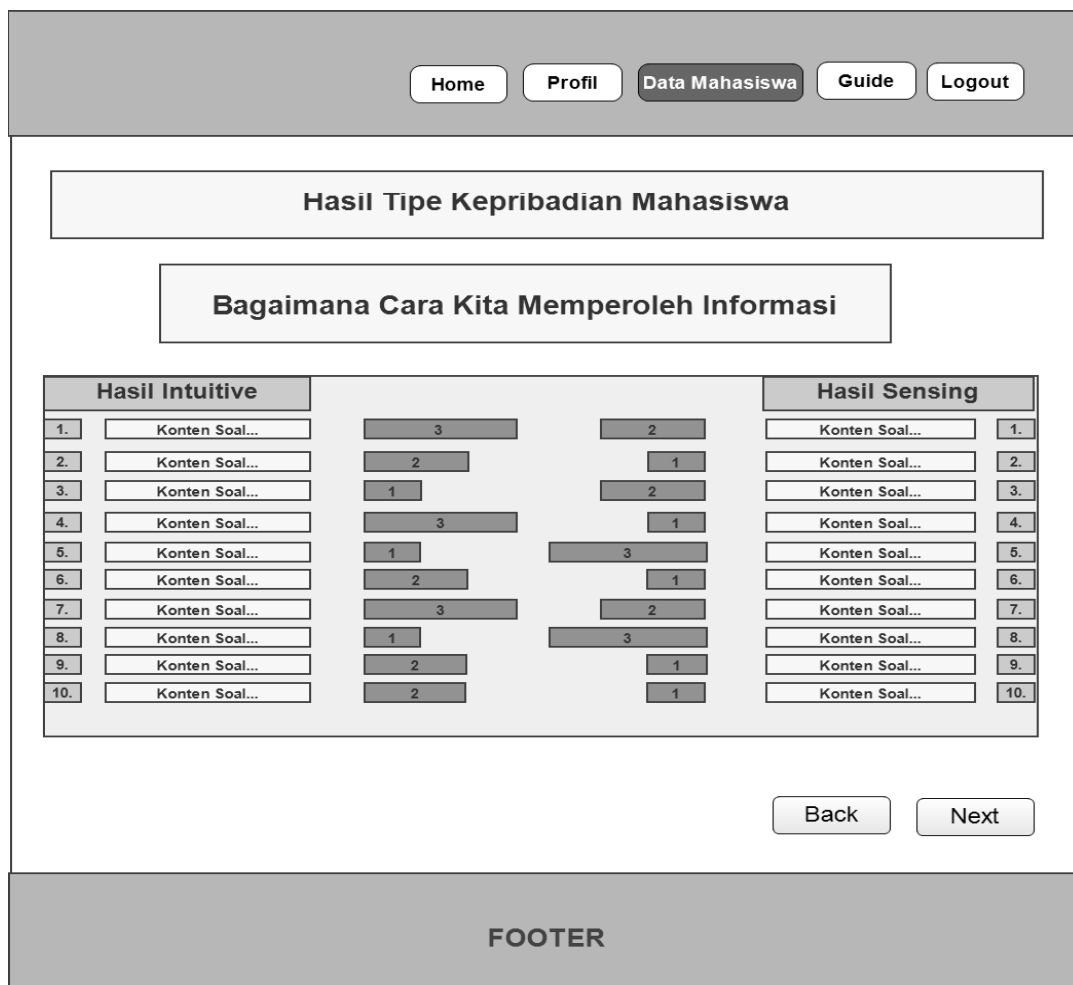 Home Profil Data Mahasiswa Guide Logout
Hasil Tipe Kepribadian Mahasiswa
Bagaimana Cara Kita Memperoleh Informasi
Hasil Intuitive Hasil Sensing
1. Konten Soal... 3 2 Konten Soal... 1.
2. Konten Soal... 2 1 Konten Soal... 2.
3. Konten Soal... 1 2 Konten Soal... 3.
4. Konten Soal... 3 1 Konten Soal... 4.
5. Konten Soal... 1 3 Konten Soal... 5.
6. Konten Soal... 2 1 Konten Soal... 6.
7. Konten Soal... 3 2 Konten Soal... 7.
8. Konten Soal... 1 3 Konten Soal... 8.
9. Konten Soal... 2 1 Konten Soal... 9.
10. Konten Soal... 2 1 Konten Soal... 10.
Back Next
FOOTER